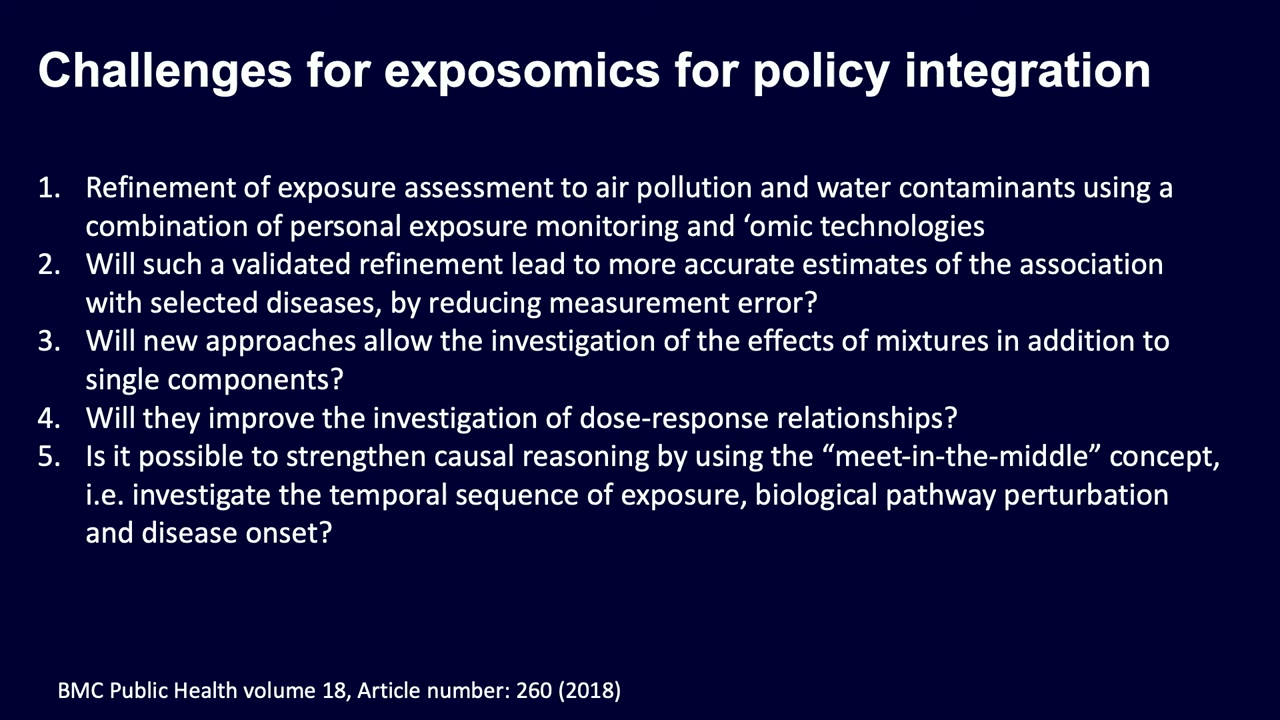 Challenges for exposomics for policy integration
1. Refinement of exposure assessment to air pollution and water contaminants using a
combination of personal exposure monitoring and ‘omic technologies
2. Will such a validated refinement lead to more accurate estimates of the association
with selected diseases, by reducing measurement error?
3. Will new approaches allow the investigation of the effects of mixtures in addition to
single components?
4. Will they improve the investigation of dose-response relationships?
5. Is it possible to strengthen causal reasoning by using the “meet-in-the-middle” concept,
i.e. investigate the temporal sequence of exposure, biological pathway perturbation
and disease onset?
BMC Public Health volume 18, Article number: 260 (2018)